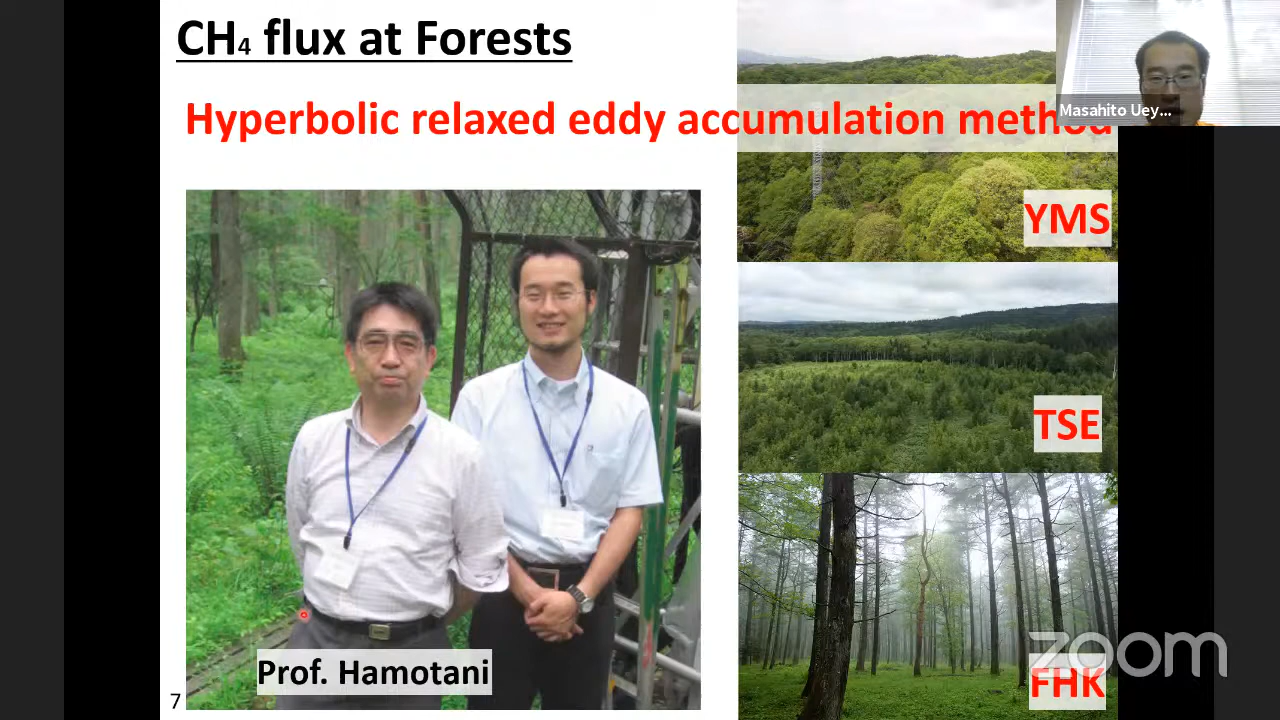 CH₄ flux at Forests
Hyperbolic relaxed eddy accumulation method
Masahito Uey...
YMS
TSE
FHK
zoom
Prof. Hamotani
7